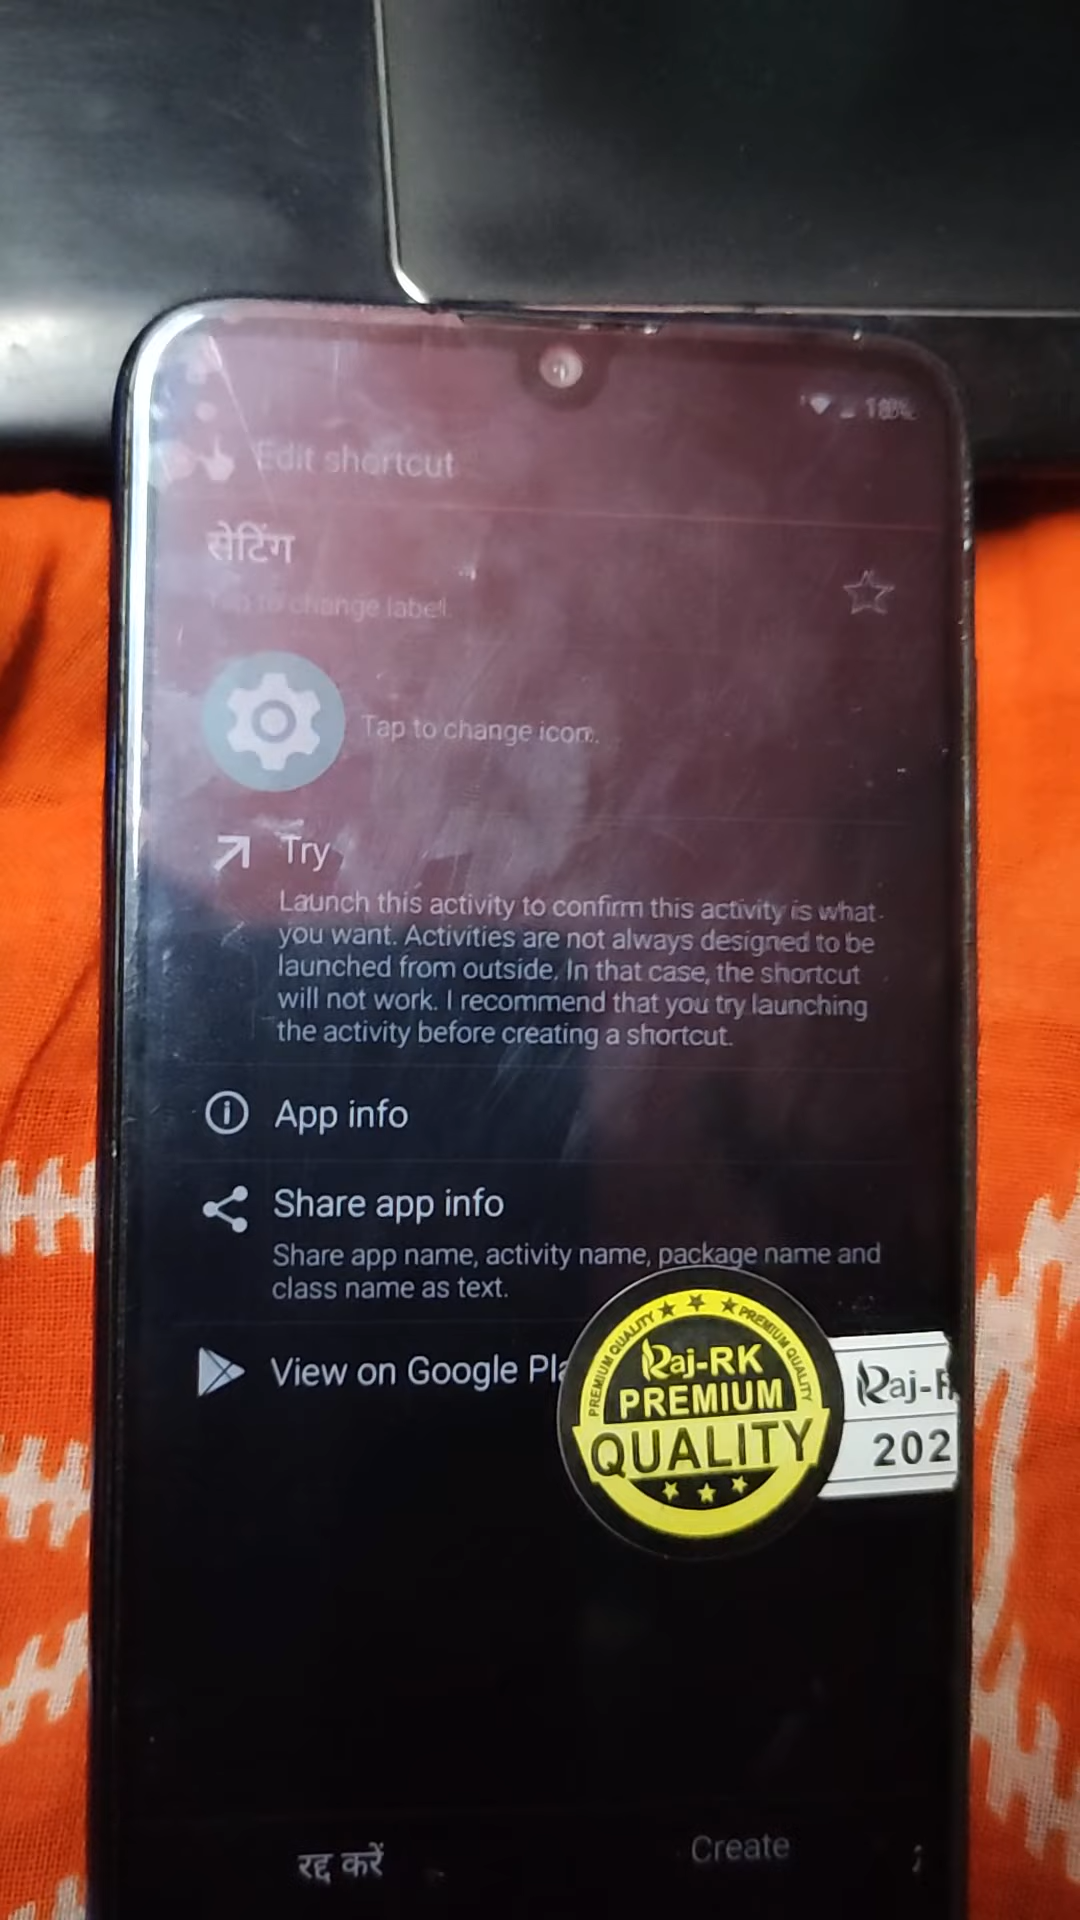 Edit shortcut
सेटिंग
Tap to change label.
Tap to change icon.
Try
Launch this activity to confirm this activity is what
you want. Activities are not always designed to be
launched from outside. In that case, the shortcut
will not work. I recommend that you try launching
the activity before creating a shortcut.
App info
Share app info
Share app name, activity name, package name and
class name as text.
View on Google
PREMIUM QUALITY
PREMIUM QUALITY
Raj-RK
PREMIUM
QUALITY
Raj-R
202
रद्द करें
Create